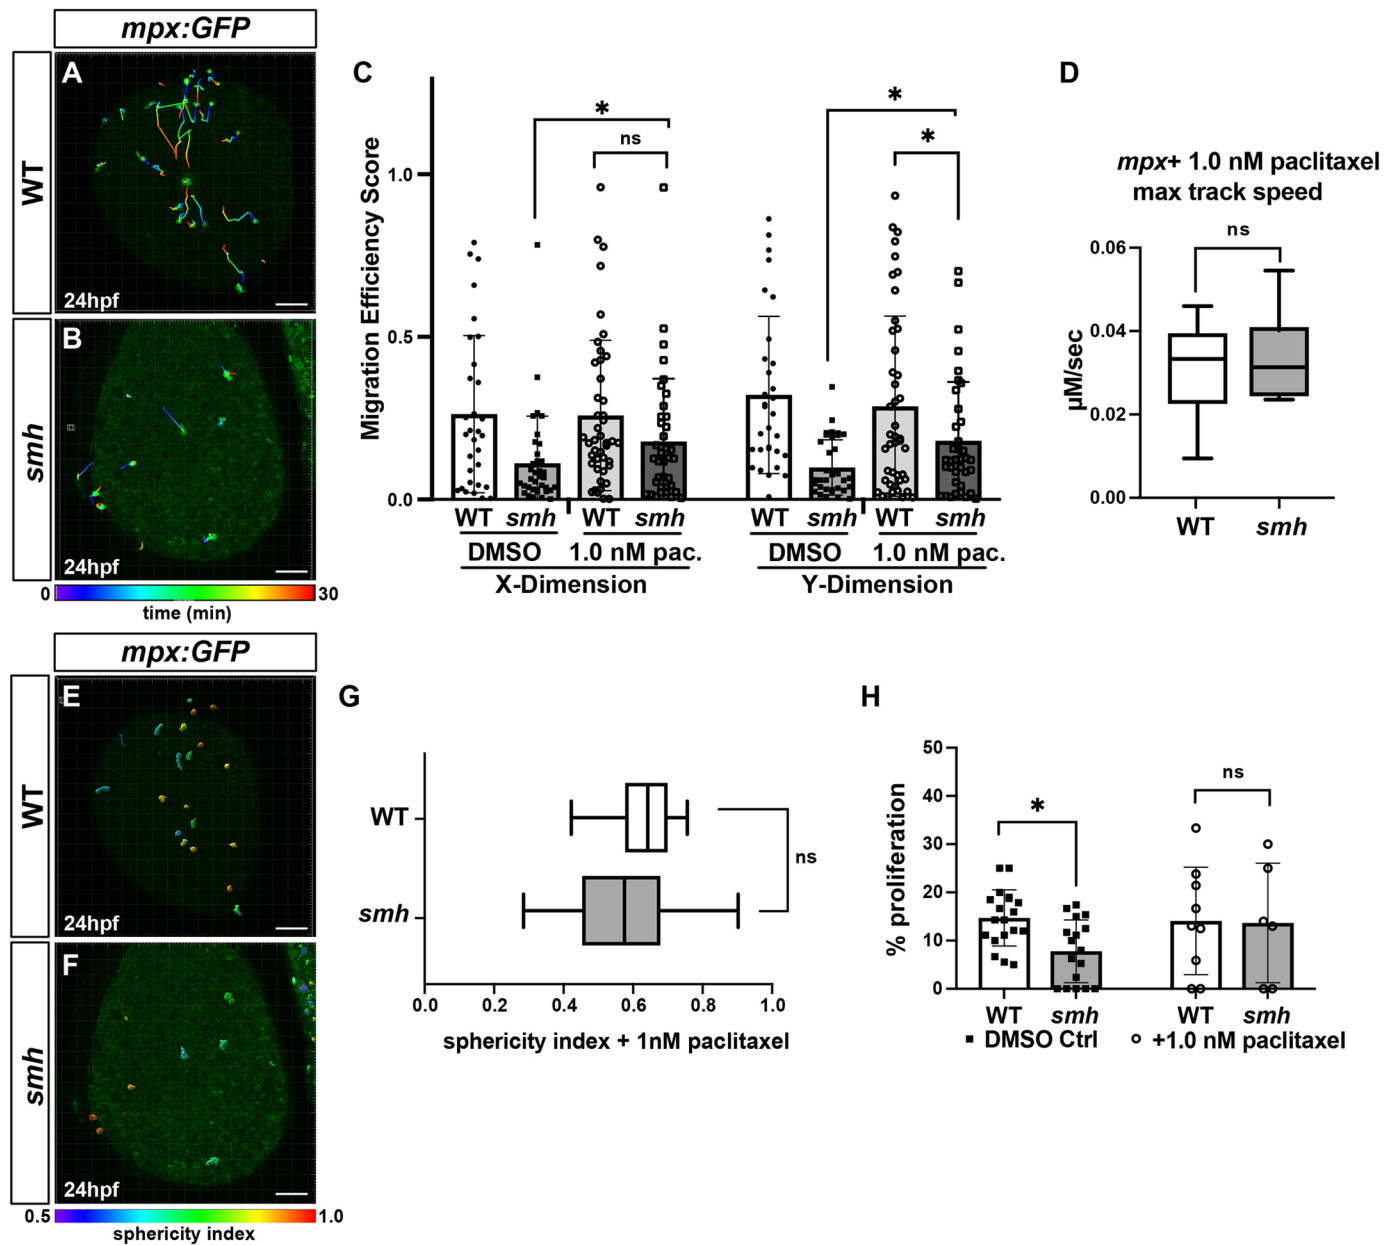 mpx:GFP
WT
A
24hpf
smh
B
24hpf
0
30
time (min)
C
Migration Efficiency Score
1.0
0.5
0.0
*
ns
*
*
WT
smh
WT
smh
WT
smh
WT
smh
DMSO
1.0 nM pac.
DMSO
1.0 nM pac.
X-Dimension
Y-Dimension
D
mpx+ 1.0 nM paclitaxel
max track speed
ns
µM/sec
0.06
0.04
0.02
0.00
WT
smh
mpx:GFP
WT
E
24hpf
smh
F
24hpf
0.5
1.0
sphericity index
G
WT
smh
ns
0.0
0.2
0.4
0.6
0.8
1.0
sphericity index + 1nM paclitaxel
H
% proliferation
50
40
30
20
10
0
*
ns
WT
smh
WT
smh
DMSO Ctrl
+1.0 nM paclitaxel